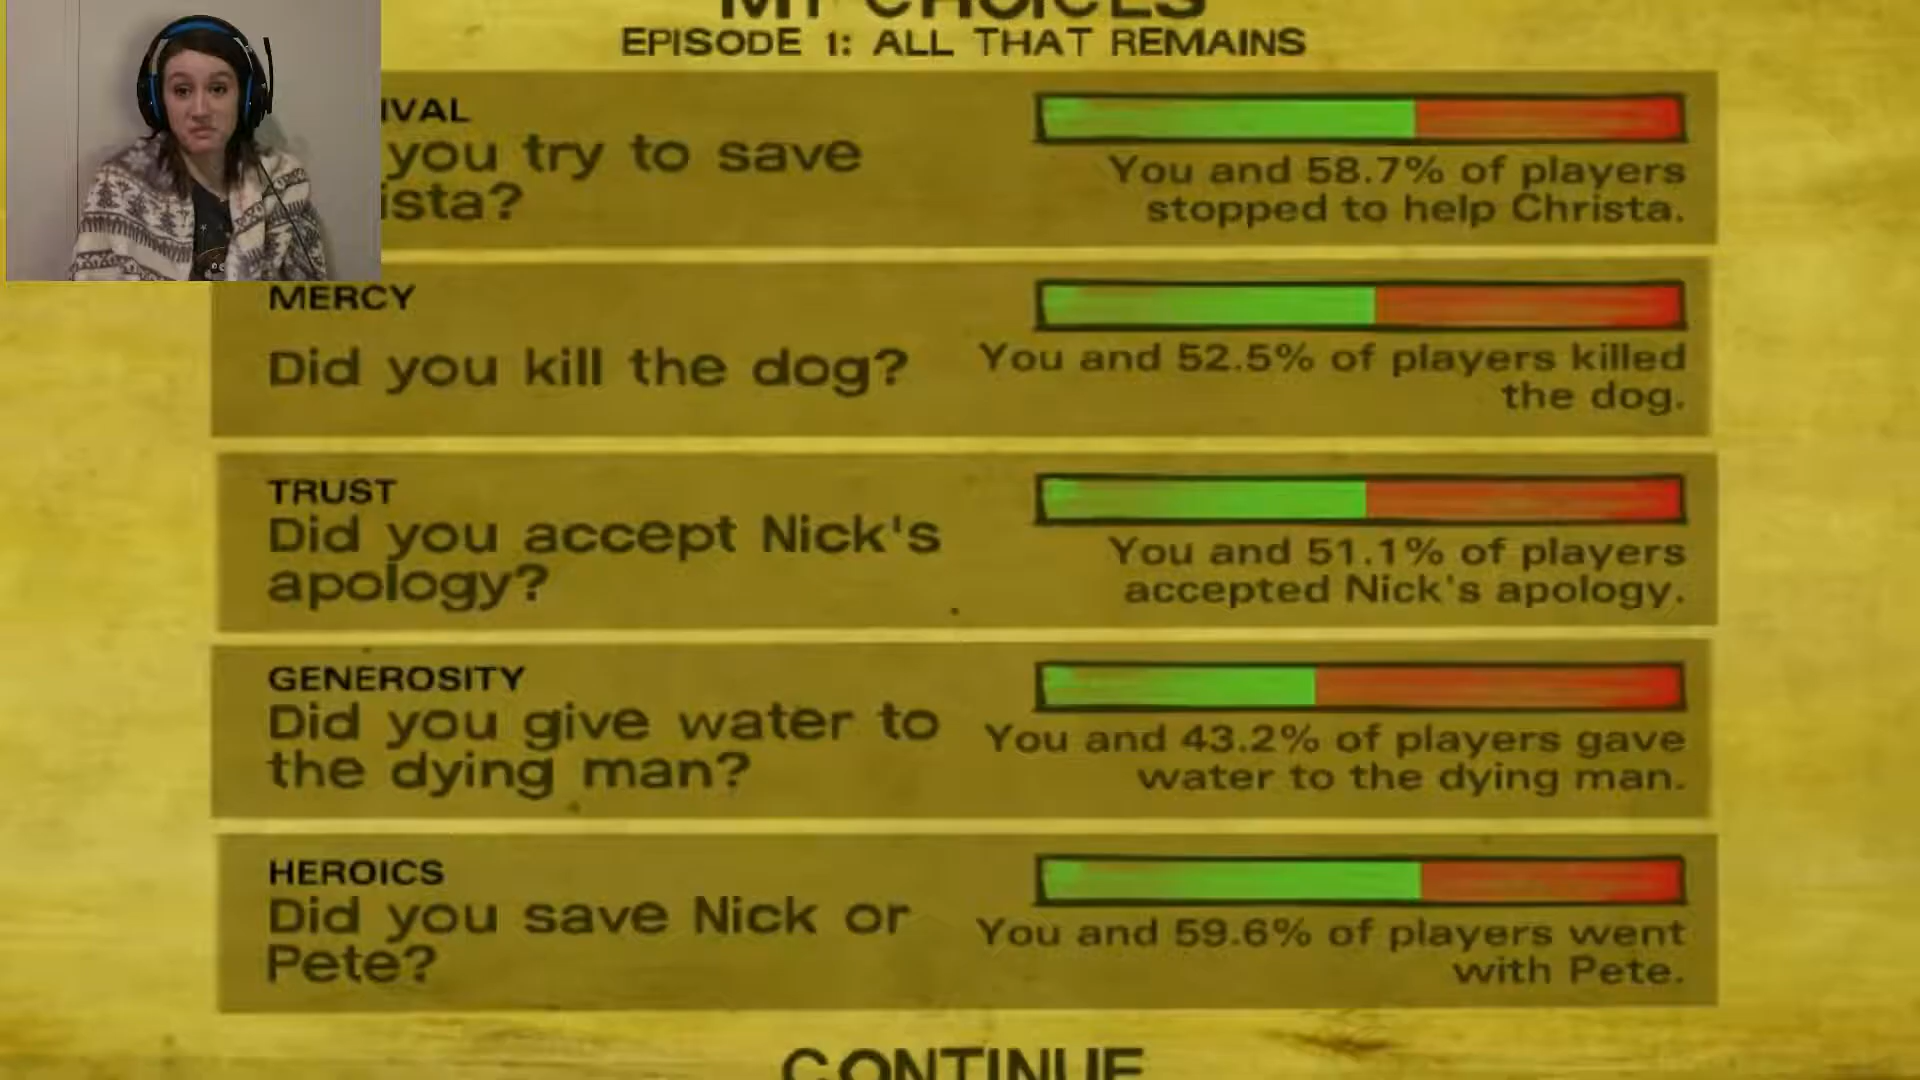 MY CHOICES
EPISODE 1: ALL THAT REMAINS
IVAL
you try to save
ista?
You and 58.7% of players
stopped to help Christa.
MERCY
Did you kill the dog?
You and 52.5% of players killed
the dog.
TRUST
Did you accept Nick's
apology?
You and 51.1% of players
accepted Nick's apology.
GENEROSITY
Did you give water to
the dying man?
You and 43.2% of players gave
water to the dying man.
HEROICS
Did you save Nick or
Pete?
You and 59.6% of players went
with Pete.
CONTINUE